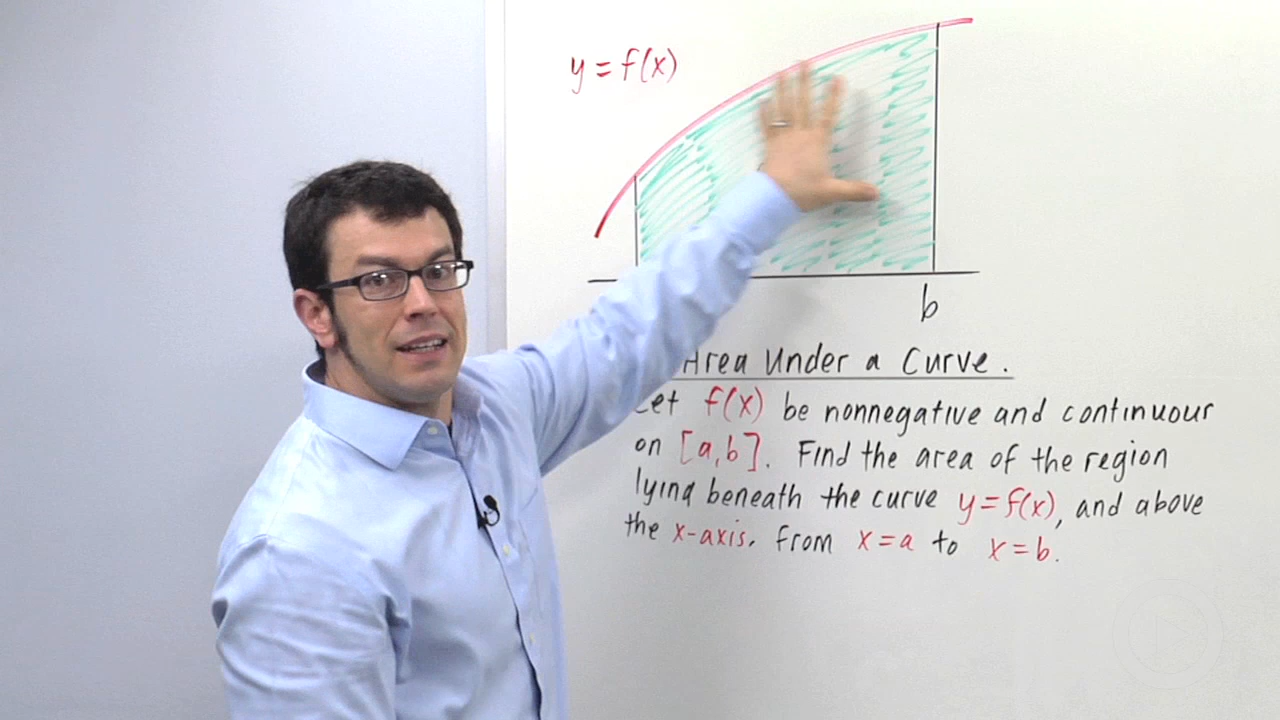 y = f(x)
b
Area Under a Curve.
Let f(x) be nonnegative and continuous
on [a,b]. Find the area of the region
lying beneath the curve y = f(x), and above
the x-axis, from x = a to x = b.